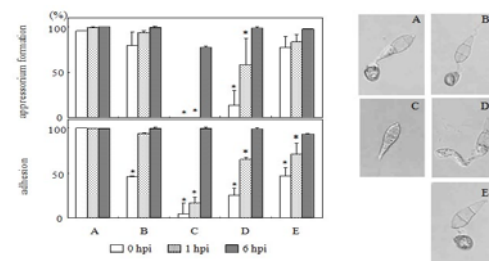 (%)
appressorium formation
100
50
0
*
*
*
*
adhesion
100
50
0
*
*
*
*
*
*
*
A
B
C
D
E
0 hpi
1 hpi
6 hpi
A
B
C
D
E